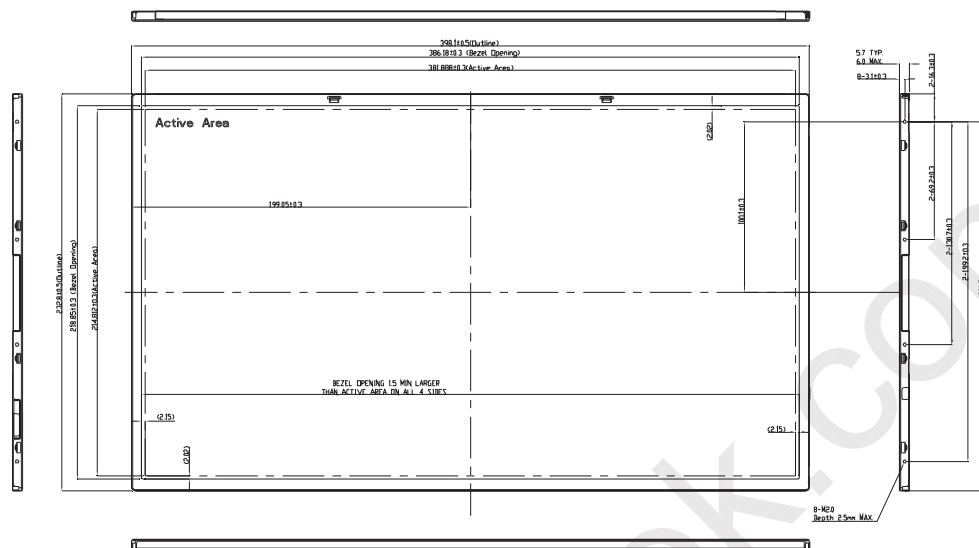 398.1±0.5(Outline)
386.18±0.3 (Bezel Opening)
381.888±0.3(Active Area)
5.7 TYP.
6.0 MAX.
8-3.1±0.3
2-16.3±0.3
Active Area
(2.02)
199.05±0.3
100.1±0.3
2-69.2±0.3
2-130.7±0.3
2-199.2±0.3
232.8±0.5(Outline)
218.85±0.3 (Bezel Opening)
214.812±0.3(Active Area)
BEZEL OPENING 1.5 MIN LARGER
THAN ACTIVE AREA ON ALL 4 SIDES
(2.15)
(2.15)
(2.02)
8-M2.0
Depth 2.5mm MAX.
ok.com